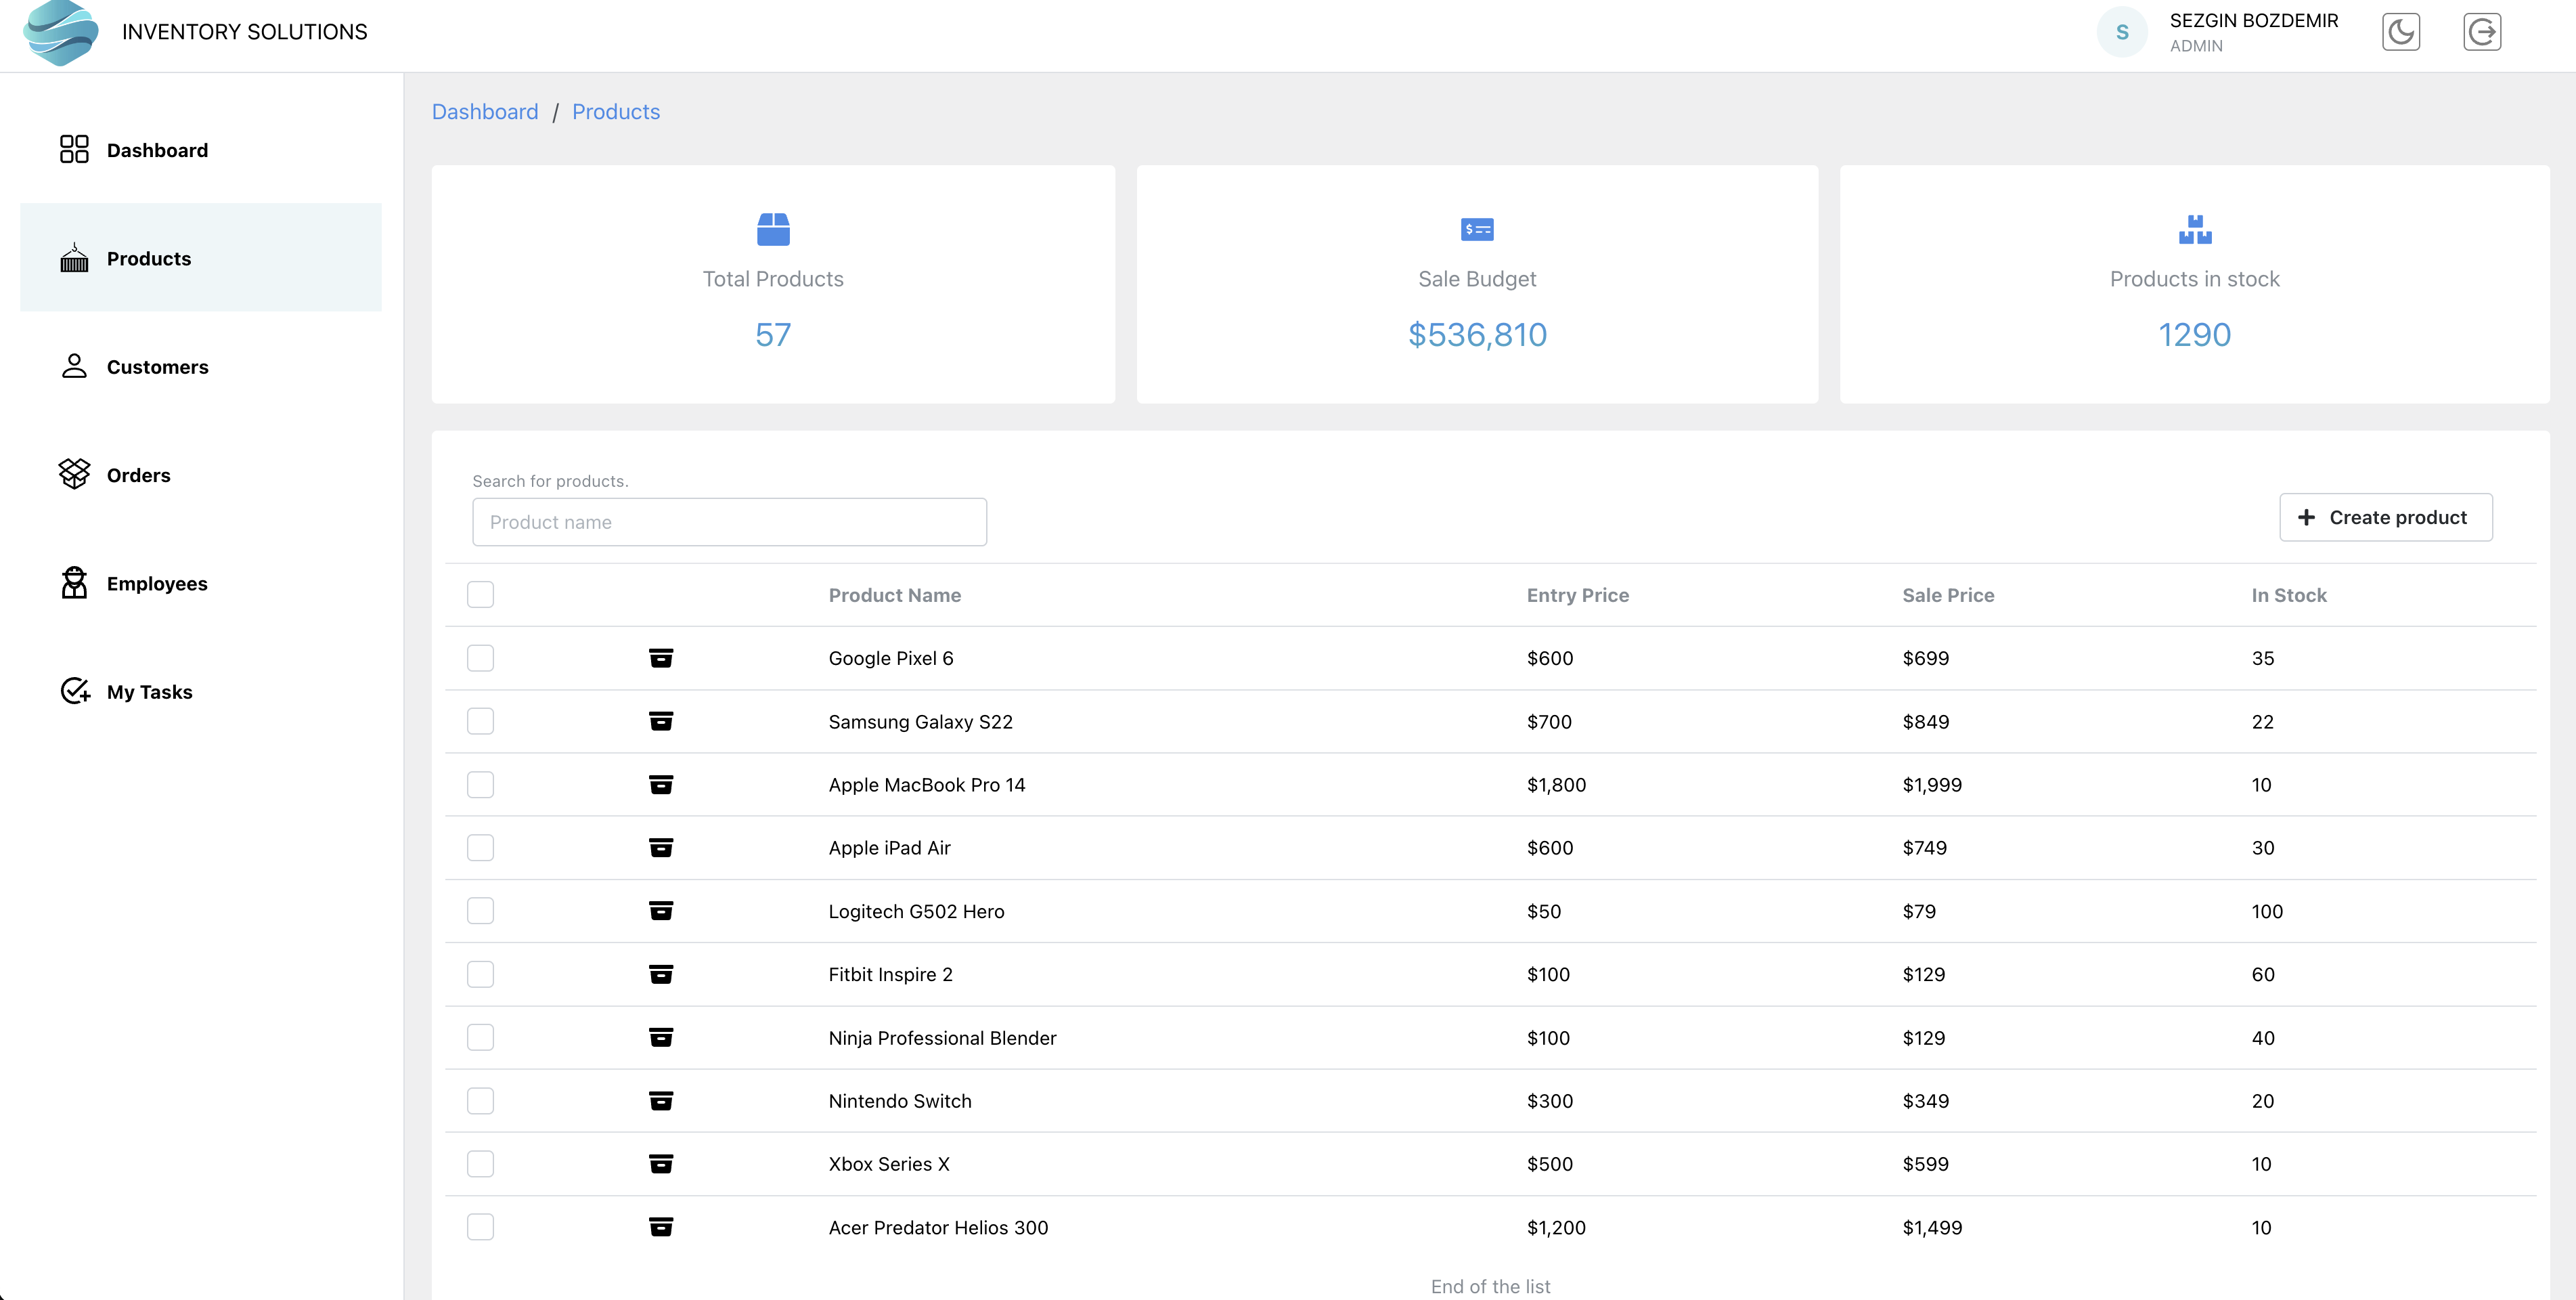 INVENTORY SOLUTIONS
S
SEZGIN BOZDEMIR
ADMIN
Dashboard
Products
Customers
Orders
Employees
My Tasks
Dashboard / Products
Total Products
57
Sale Budget
$536,810
Products in stock
1290
Search for products.
Product name
Create product
Product Name Entry Price Sale Price In Stock
Google Pixel 6 $600 $699 35
Samsung Galaxy S22 $700 $849 22
Apple MacBook Pro 14 $1,800 $1,999 10
Apple iPad Air $600 $749 30
Logitech G502 Hero $50 $79 100
Fitbit Inspire 2 $100 $129 60
Ninja Professional Blender $100 $129 40
Nintendo Switch $300 $349 20
Xbox Series X $500 $599 10
Acer Predator Helios 300 $1,200 $1,499 10
End of the list